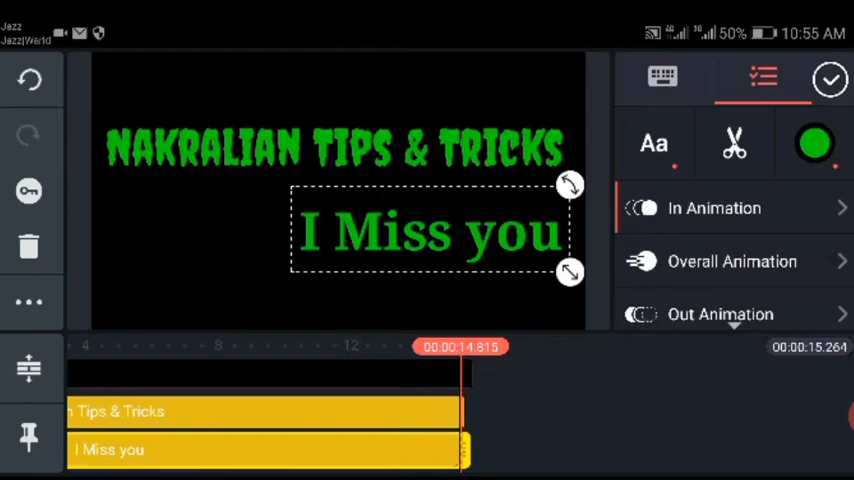 Jazz
Jazz|World
50%
10:55 AM
NAKRALIAN TIPS & TRICKS
I Miss you
Aa
In Animation
Overall Animation
Out Animation
4
8
12
00:00:14.815
00:00:15.264
n Tips & Tricks
I Miss you